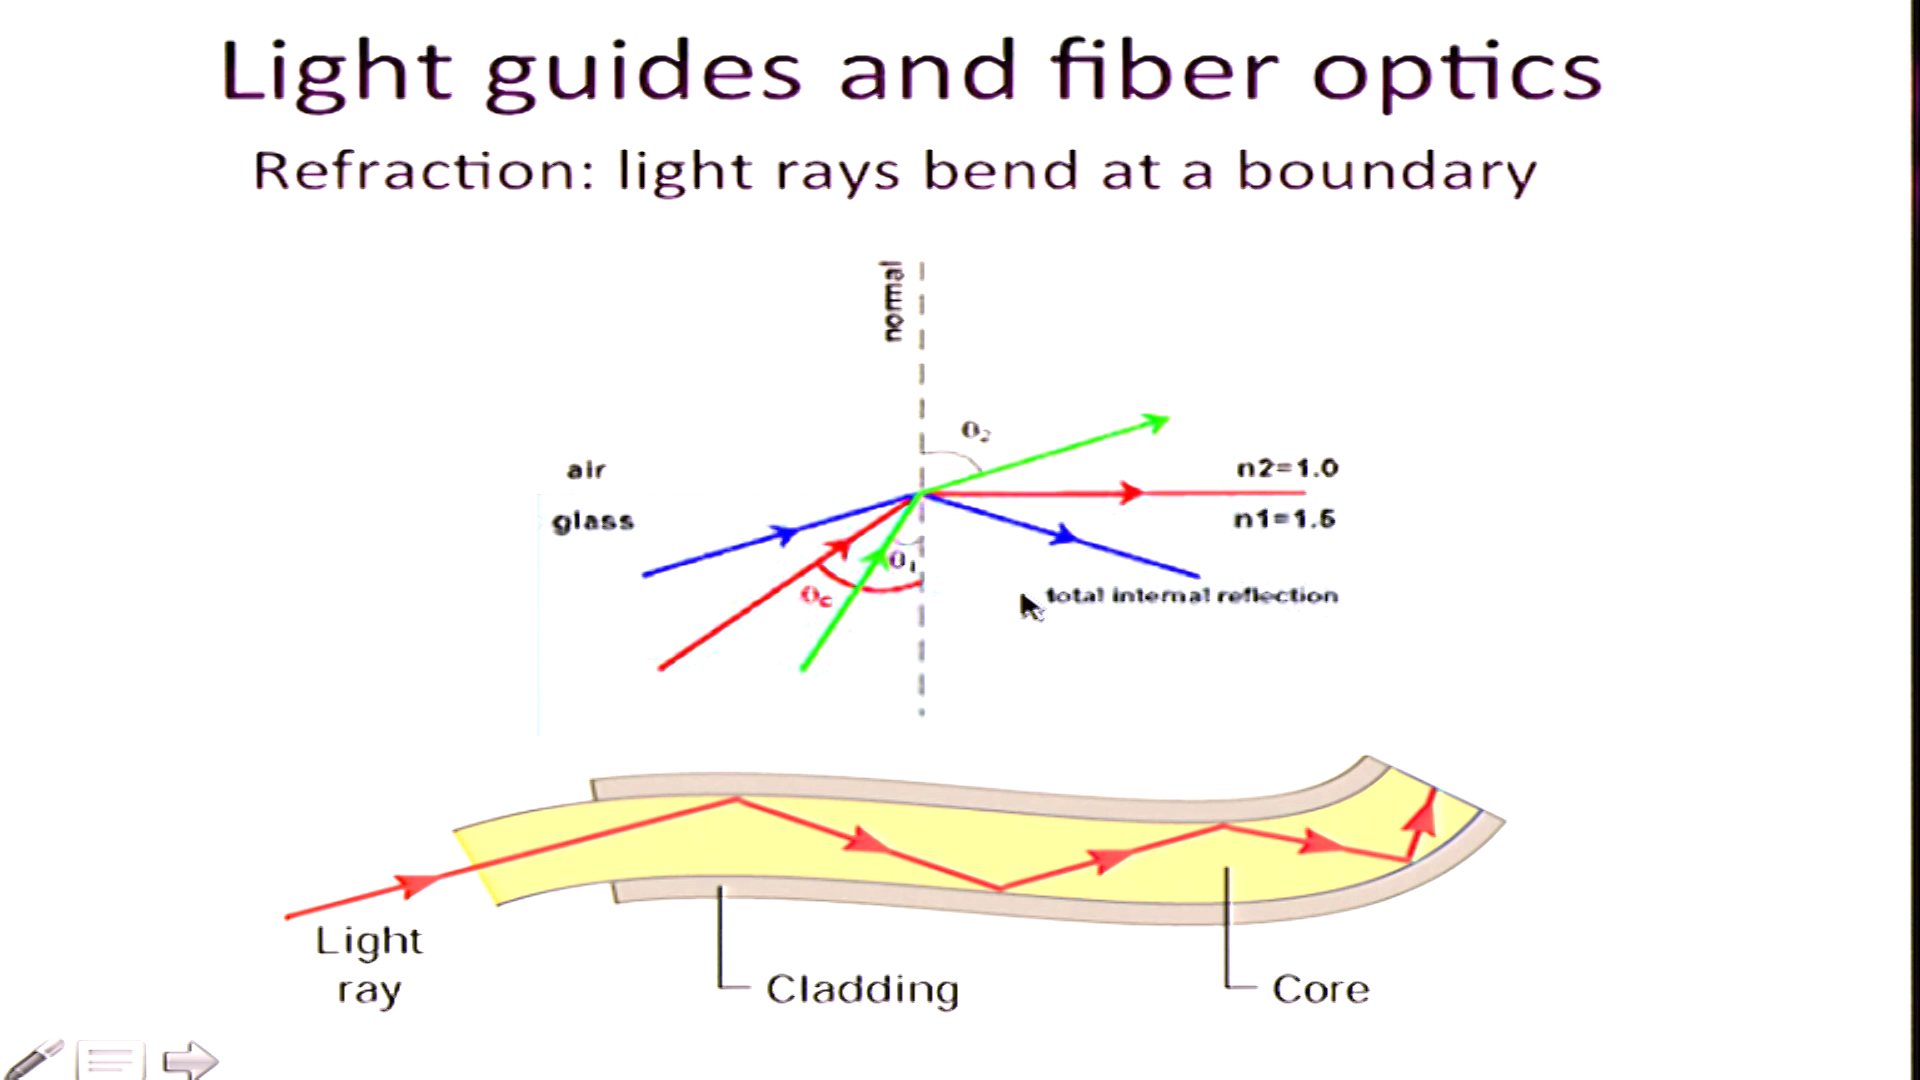 Light guides and fiber optics
Refraction: light rays bend at a boundary
normal
θ₂
air
n2=1.0
glass
n1=1.5
θ₁
θc
total internal reflection
Light
ray
Cladding
Core